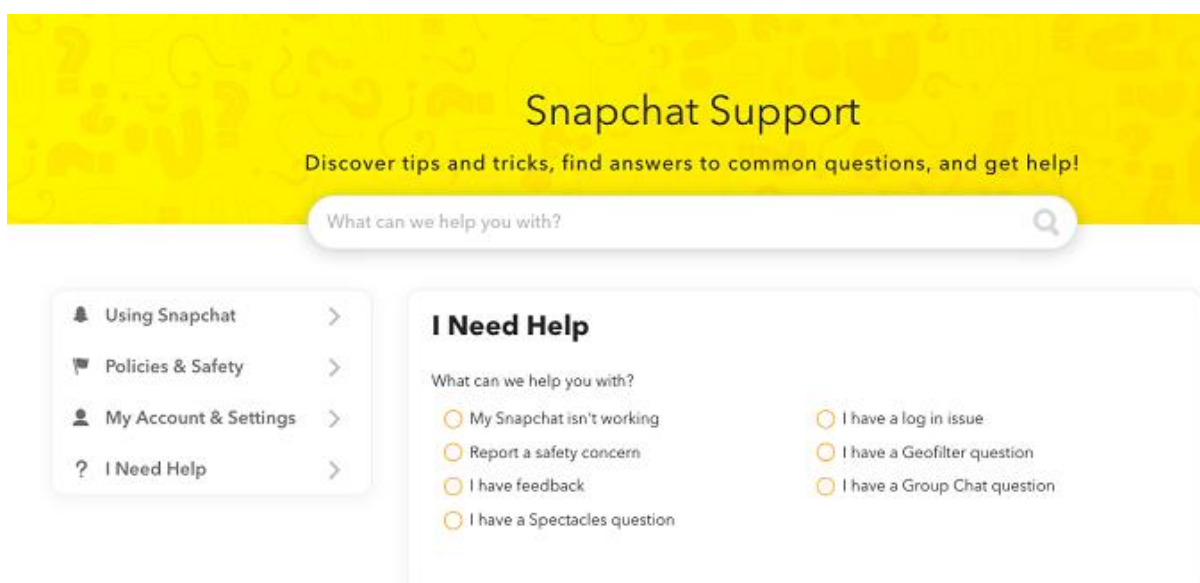 Snapchat Support
Discover tips and tricks, find answers to common questions, and get help!
What can we help you with?
Using Snapchat
Policies & Safety
My Account & Settings
? I Need Help
I Need Help
What can we help you with?
My Snapchat isn't working
Report a safety concern
I have feedback
I have a Spectacles question
I have a log in issue
I have a Geofilter question
I have a Group Chat question